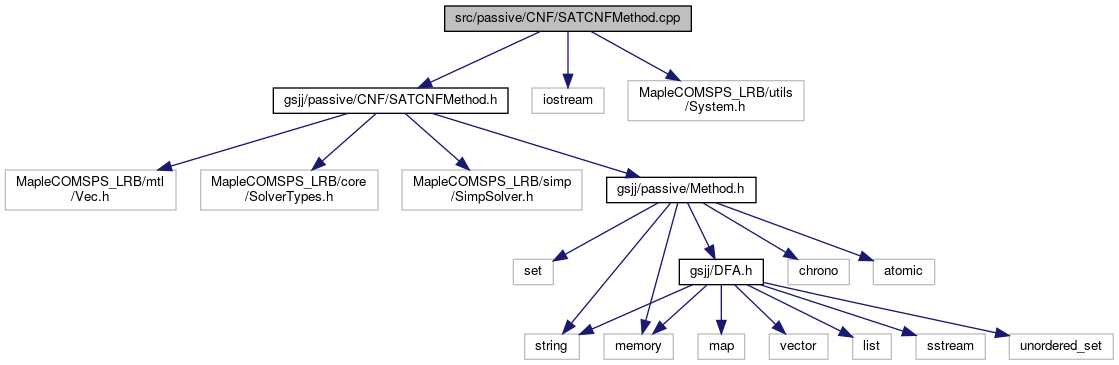 src/passive/CNF/SATCNFMethod.cpp
gsjj/passive/CNF/SATCNFMethod.h
iostream
MapleCOMSPS_LRB/utils
/System.h
MapleCOMSPS_LRB/mtl
/Vec.h
MapleCOMSPS_LRB/core
/SolverTypes.h
MapleCOMSPS_LRB/simp
/SimpSolver.h
gsjj/passive/Method.h
set
gsjj/DFA.h
chrono
atomic
string
memory
map
vector
list
sstream
unordered_set